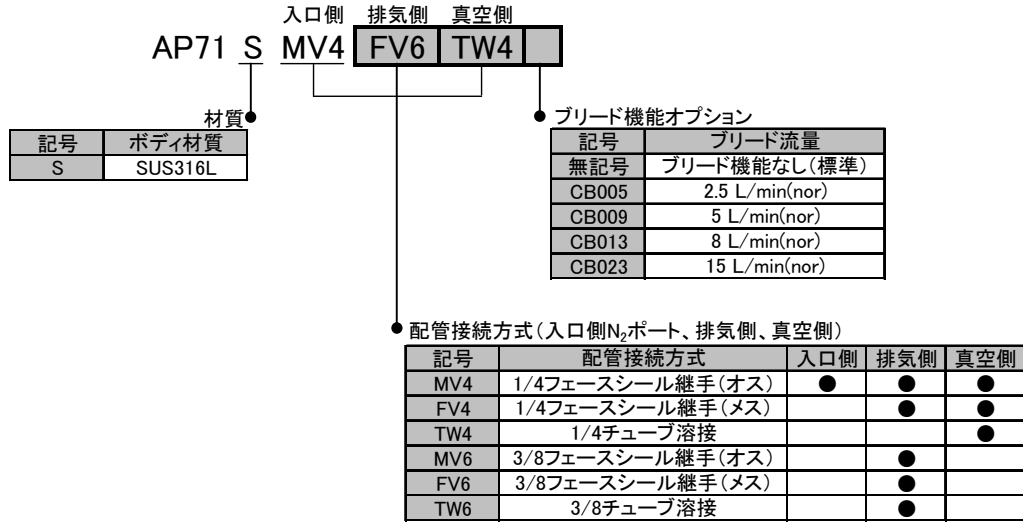 入口側 排気側 真空側
AP71 S MV4 FV6 TW4
材質
記号 ボディ材質
S SUS316L
ブリード機能オプション
記号 ブリード流量
無記号 ブリード機能なし(標準)
CB005 2.5 L/min(nor)
CB009 5 L/min(nor)
CB013 8 L/min(nor)
CB023 15 L/min(nor)
配管接続方式(入口側N₂ポート、排気側、真空側)
記号 配管接続方式 入口側 排気側 真空側
MV4 1/4フェースシール継手(オス) ● ● ●
FV4 1/4フェースシール継手(メス) ● ●
TW4 1/4チューブ溶接 ●
MV6 3/8フェースシール継手(オス) ●
FV6 3/8フェースシール継手(メス) ●
TW6 3/8チューブ溶接 ●